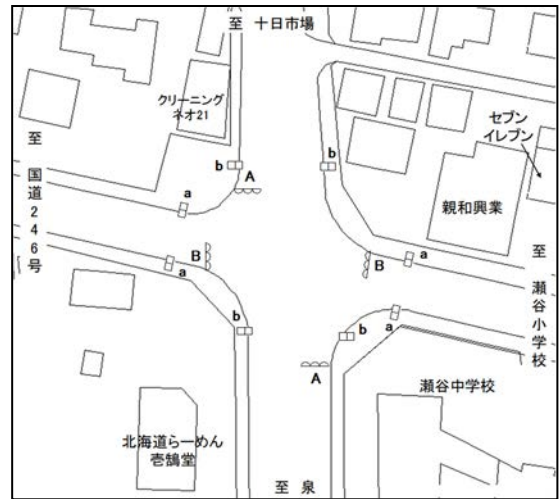 至 十日市場
クリーニング
ネオ21
セブン
イレブン
b
A
b
至国道246号
a
親和興業
B
a
B
a
至瀬谷小学校
b
a
b
A
瀬谷中学校
北海道らーめん
壱鵠堂
至 泉